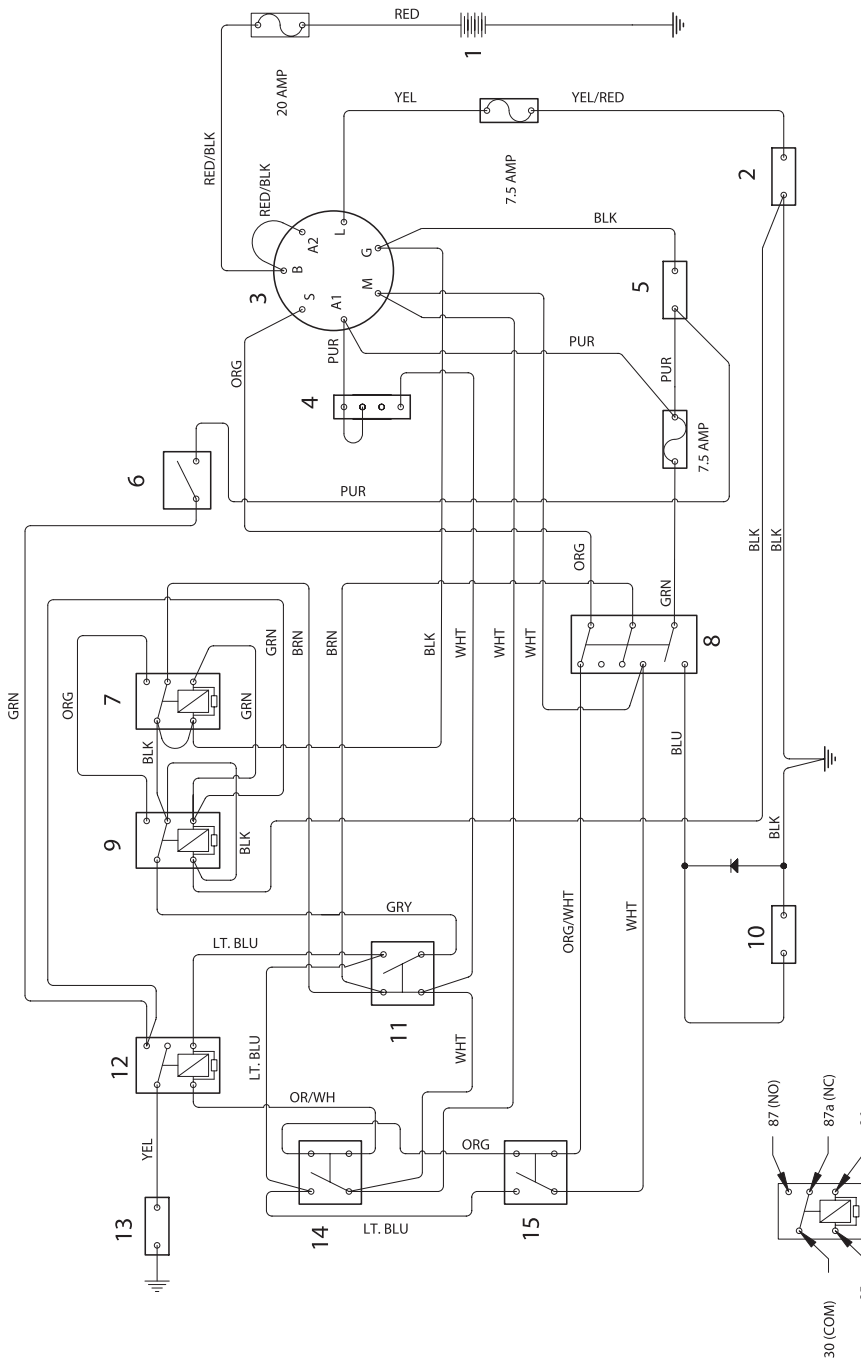 RED
1
20 AMP
RED/BLK
RED/BLK
YEL
7.5 AMP
YEL/RED
2
3
B
A2
L
S
A1
M
G
BLK
5
ORG
PUR
4
PUR
PUR
7.5 AMP
6
PUR
ORG
GRN
8
BLK
BLK
GRN
ORG
7
GRN
GRN
BRN
BRN
BLK
WHT
WHT
WHT
BLK
9
BLK
BLU
BLK
GRY
LT. BLU
ORG/WHT
WHT
10
12
LT. BLU
11
WHT
OR/WH
YEL
ORG
13
14
LT. BLU
15
87 (NO)
87a (NC)
30 (COM)